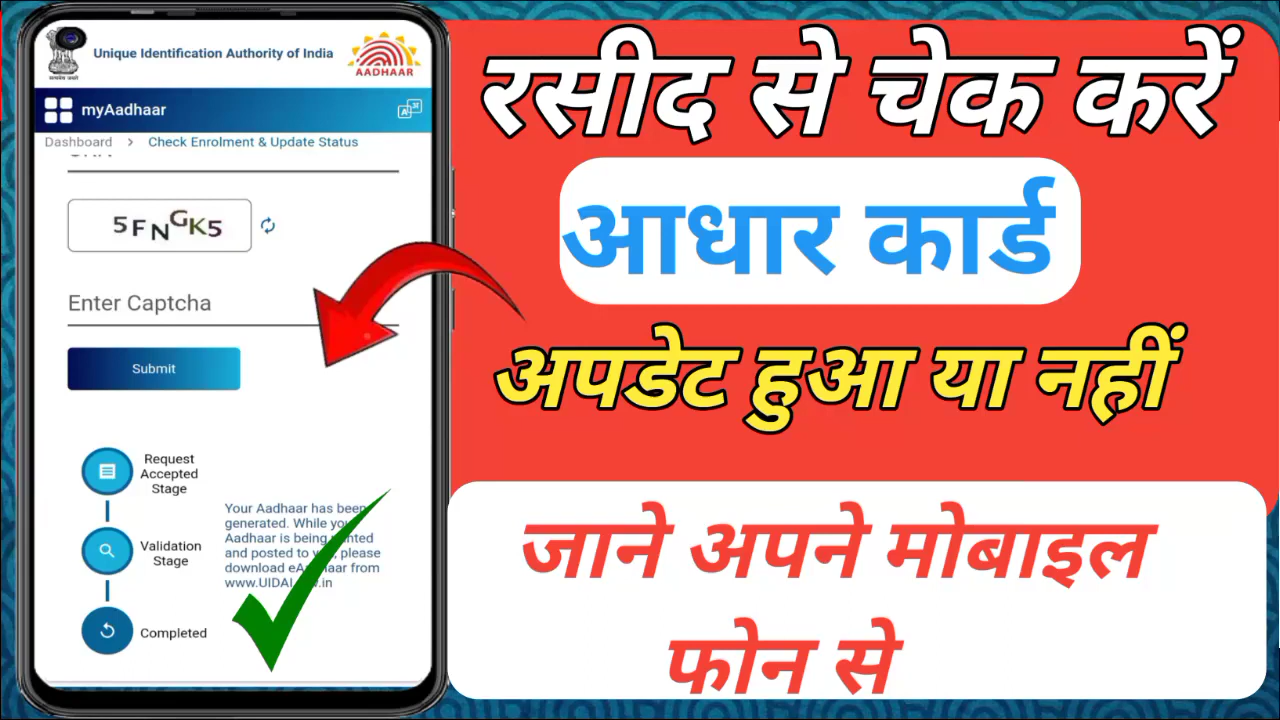 Unique Identification Authority of India
AADHAAR
myAadhaar
Dashboard > Check Enrolment & Update Status
5FNGK5
Enter Captcha
Submit
Request
Accepted
Stage
Validation
Stage
Completed
Your Aadhaar has been
generated. While you
Aadhaar is being
and posted to please
download from
रसीद से चेक करें
आधार कार्ड
अपडेट हुआ या नहीं
जाने अपने मोबाइल
फोन से